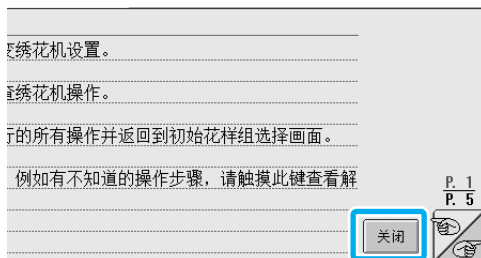 变绣花机设置。
查绣花机操作。
行的所有操作并返回到初始花样组选择画面。
例如有不知道的操作步骤，请触摸此键查看解
P. 1
P. 5
关闭